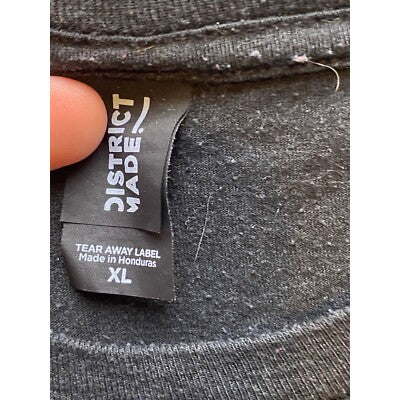 DISTRICT
MADE
TEAR AWAY LABEL
Made in Honduras
XL